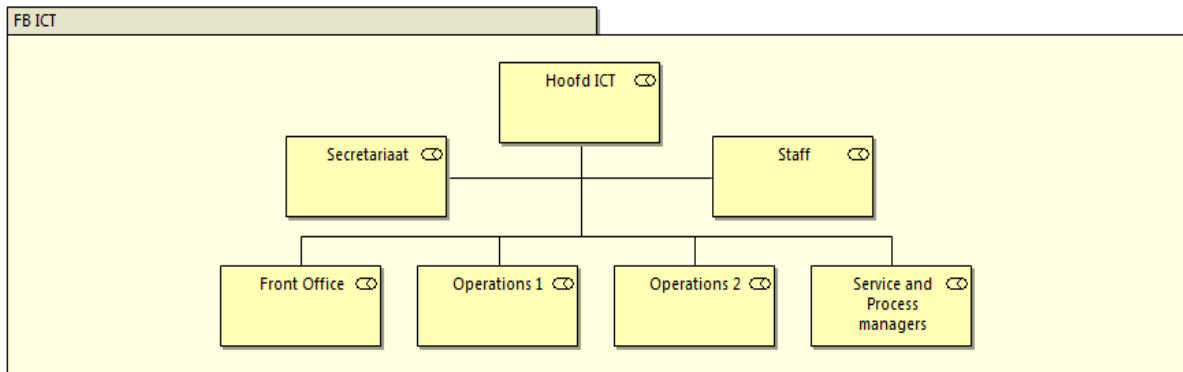 FB ICT
Hoofd ICT
Secretariaat
Staff
Front Office
Operations 1
Operations 2
Service and
Process
managers